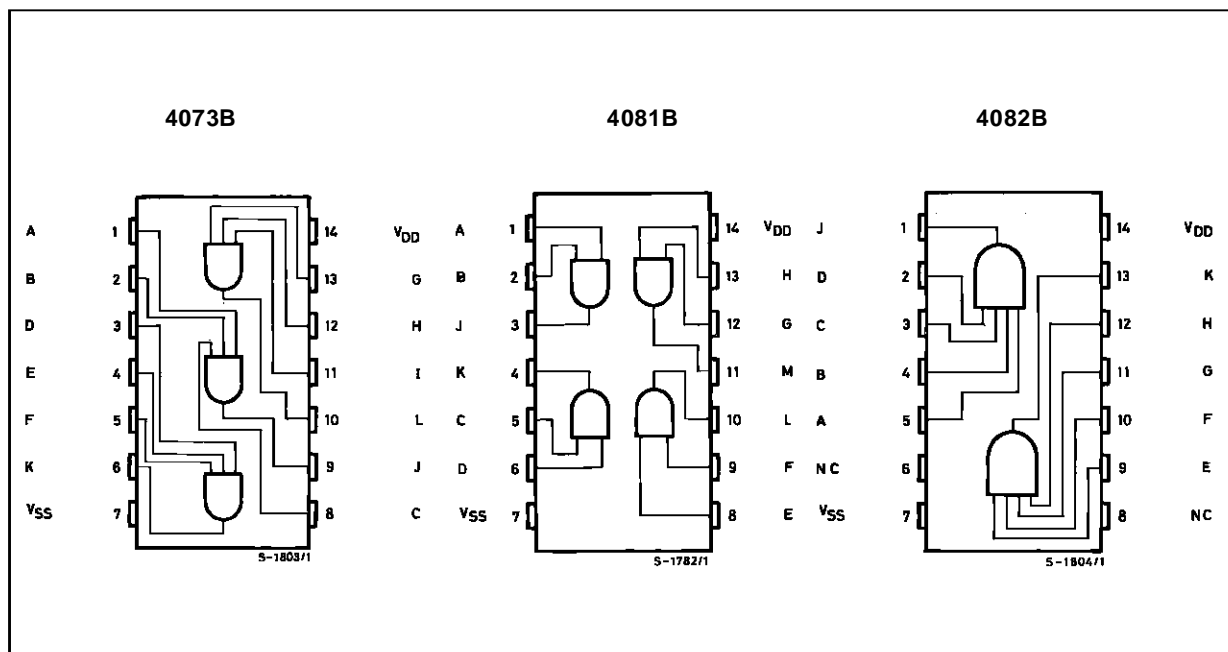 4073B 4081B 4082B
A 1 14 VDD A 1 14 VDD J 1 14 VDD
B 2 13 G B 2 13 H D 2 13 K
D 3 12 H J 3 12 G C 3 12 H
E 4 11 I K 4 11 M B 4 11 G
F 5 10 L C 5 10 L A 5 10 F
K 6 9 J D 6 9 F NC 6 9 E
VSS 7 8 C VSS 7 8 E VSS 7 8 NC
S-1803/1 S-1782/1 S-1804/1